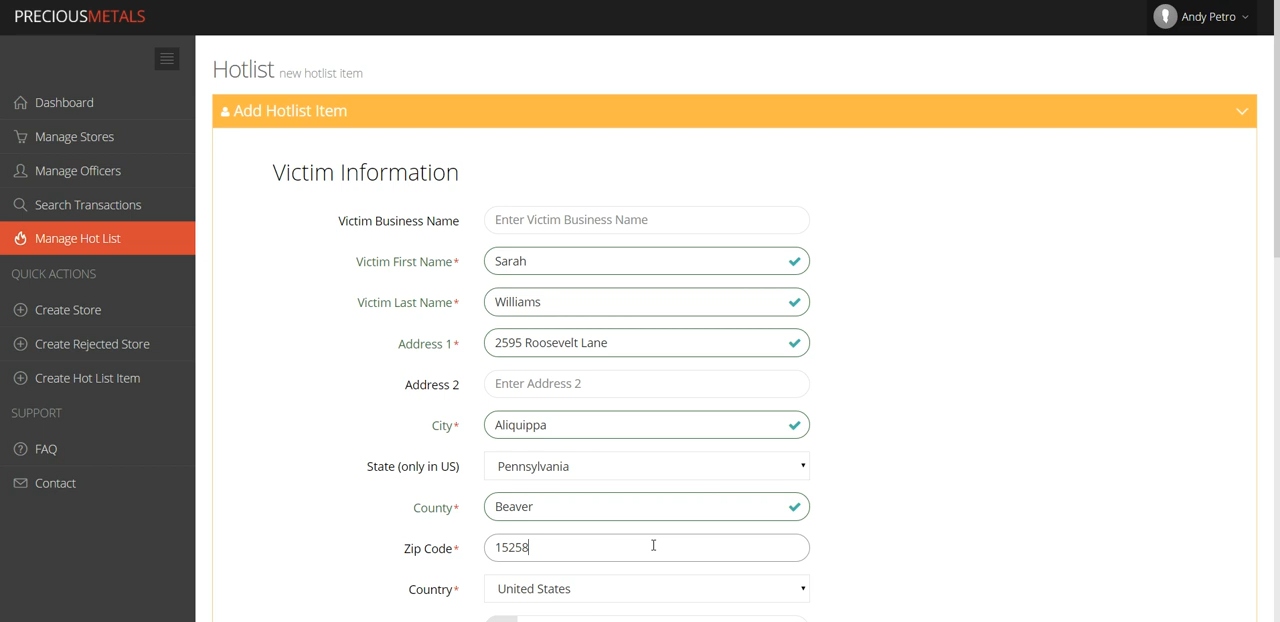 PRECIOUSMETALS
Andy Petro
Dashboard
Manage Stores
Manage Officers
Search Transactions
Manage Hot List
QUICK ACTIONS
Create Store
Create Rejected Store
Create Hot List Item
SUPPORT
FAQ
Contact
Hotlist new hotlist item
Add Hotlist Item
Victim Information
Victim Business Name Enter Victim Business Name
Victim First Name* Sarah
Victim Last Name* Williams
Address 1* 2595 Roosevelt Lane
Address 2 Enter Address 2
City* Aliquippa
State (only in US) Pennsylvania
County* Beaver
Zip Code* 15258
Country* United States